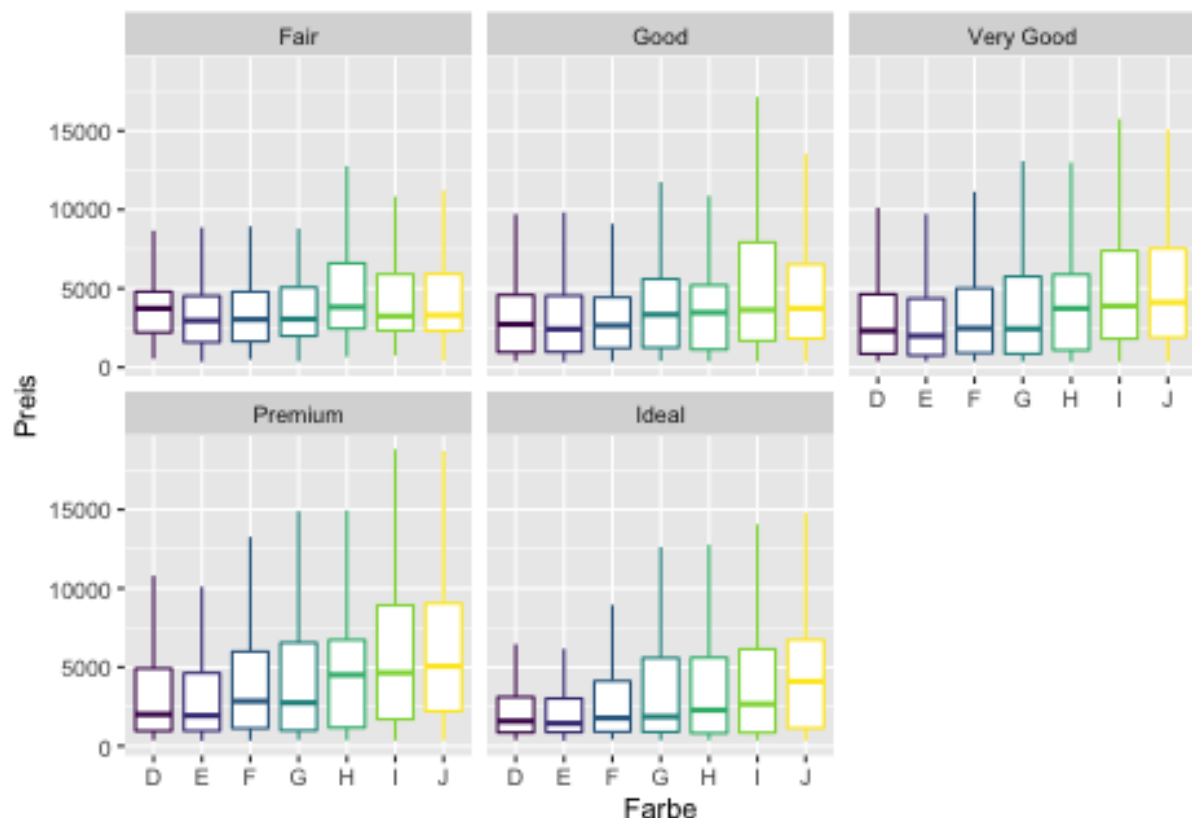 Fair Good Very Good
15000
10000
5000
0
D E F G H I J
Preis
Premium Ideal
15000
10000
5000
0
D E F G H I J D E F G H I J
Farbe